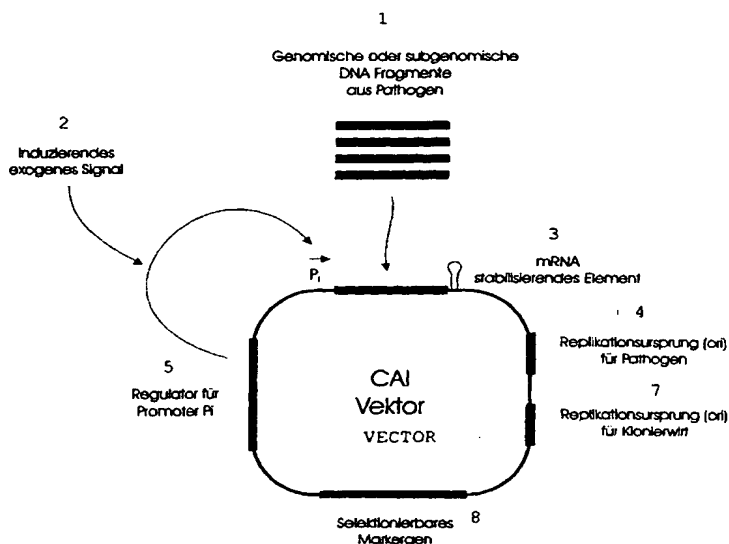 1
Genomische oder subgenomische
DNA Fragmente
aus Pathogen
2
Induzierendes
exogenes Signal
3
mRNA
stabilisierendes Element
Pi
4
Replikationsursprung (ori)
für Pathogen
5
Regulator für
Promoter Pi
CAI
Vektor
VECTOR
7
Replikationsursprung (ori)
für Klonierwirt
8
Selektionierbares
Markergen